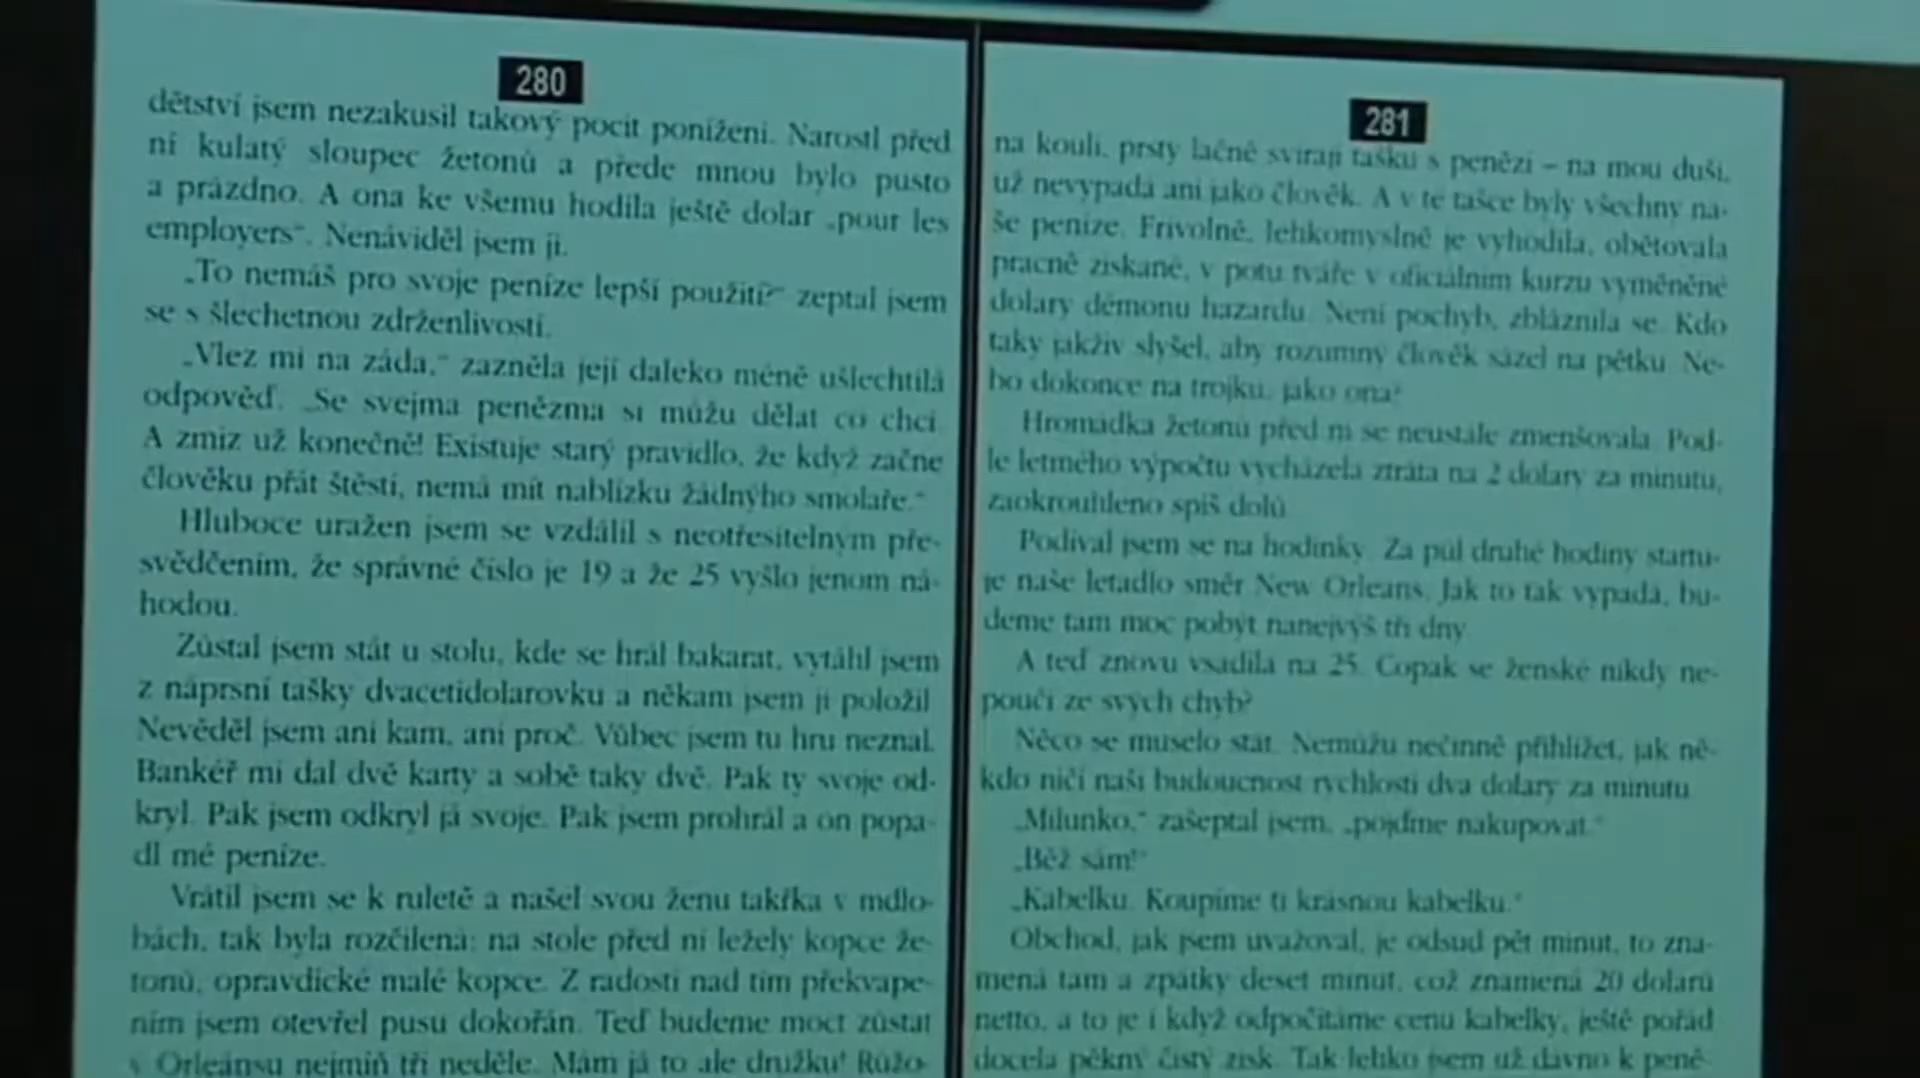 280
dětství jsem nezakusil takový pocit ponížení. Narostl před
ní kulatý sloupec žetonů a přede mnou bylo pusto
a prázdno. A ona ke všemu hodila ještě dolar „pour les
employers“. Nenáviděl jsem ji.
„To nemáš pro svoje peníze lepší použití?“ zeptal jsem
se s šlechetnou zdrženlivostí.
„Vlez mi na záda,“ zazněla její daleko méně ušlechtilá
odpověď. „Se svejma penězma si můžu dělat co chci.
A zmiz už konečně! Existuje starý pravidlo, že když začne
člověku přát štěstí, nemá mít nablízku žádnýho smolaře.“
Hluboce uražen jsem se vzdálil s neotřesitelným pře-
svědčením, že správné číslo je 19 a že 25 vyšlo jenom ná-
hodou.
Zůstal jsem stát u stolu, kde se hrál bakarat, vytáhl jsem
z náprsní tašky dvacetidolarovku a někam jsem ji položil.
Nevěděl jsem ani kam, ani proč. Vůbec jsem tu hru neznal.
Bankéř mi dal dvě karty a sobě taky dvě. Pak ty svoje od-
kryl. Pak jsem odkryl já svoje. Pak jsem prohrál a on popa-
dl mé peníze.
Vrátil jsem se k ruletě a našel svou ženu takřka v mdlo-
bách, tak byla rozčilená: na stole před ní ležely kopce že-
tonů, opravdické malé kopce. Z radosti nad tím překvape-
ním jsem otevřel pusu dokořán. Teď budeme moct zůstat
v Orleánsu nejmíň tři neděle. Mám já to ale družku! Růžo-
281
na koulí, prsty lačně svírají tašku s penězi – na mou duši,
už nevypadá ani jako člověk. A v té tašce byly všechny na-
še peníze. Frivolně, lehkomyslně je vyhodila, obětovala
pracně získané, v potu tváře v oficiálním kurzu vyměněné
dolary démonu hazardu. Není pochyb, zbláznila se. Kdo
taky jakživ slyšel, aby rozumný člověk sázel na pětku. Ne-
bo dokonce na trojku, jako ona?
Hromádka žetonů před ní se neustále zmenšovala. Pod-
le letmého výpočtu vycházela ztráta na 2 dolary za minutu,
zaokrouhleno spíš dolů.
Podíval jsem se na hodinky. Za půl druhé hodiny startu-
je naše letadlo směr New Orleans. Jak to tak vypadá, bu-
deme tam moc pobýt nanejvýš tři dny.
A teď znovu vsadila na 25. Copak se ženské nikdy ne-
poučí ze svých chyb?
Něco se muselo stát. Nemůžu nečinně přihlížet, jak ně-
kdo ničí naši budoucnost rychlostí dva dolary za minutu.
„Milunko,“ zašeptal jsem, „pojďme nakupovat.“
„Běž sám!“
„Kabelku. Koupíme ti krásnou kabelku.“
Obchod, jak jsem uvažoval, je odsud pět minut, to zna-
mená tam a zpátky deset minut, což znamená 20 dolarů
netto, a to je i když odpočítáme cenu kabelky, ještě pořád
docela pěkný čistý zisk. Tak lehko jsem už dávno k peně-